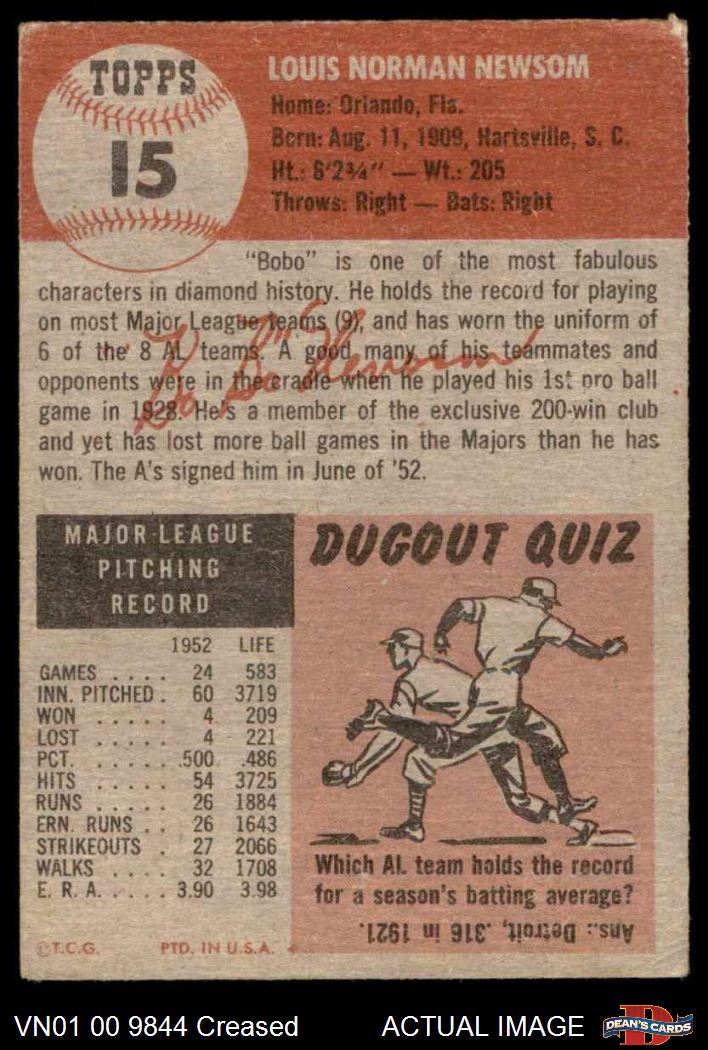 TOPPS
15
LOUIS NORMAN NEWSOM
Home: Orlando, Fla.
Born: Aug. 11, 1909, Hartsville, S. C.
Ht.: 6'2¾" — Wt.: 205
Throws: Right — Bats: Right
"Bobo" is one of the most fabulous
characters in diamond history. He holds the record for playing
on most Major League teams (9), and has worn the uniform of
6 of the 8 AL teams. A good many of his teammates and
opponents were in the cradle when he played his 1st pro ball
game in 1928. He's a member of the exclusive 200-win club
and yet has lost more ball games in the Majors than he has
won. The A's signed him in June of '52.
Bo Bo Newsom
MAJOR LEAGUE
PITCHING
RECORD
1952 LIFE
GAMES . . . . 24 583
INN. PITCHED . 60 3719
WON . . . . . 4 209
LOST . . . . . 4 221
PCT. . . . . . .500 .486
HITS . . . . . 54 3725
RUNS . . . . . 26 1884
ERN. RUNS . . 26 1643
STRIKEOUTS . 27 2066
WALKS . . . . 32 1708
E. R. A. . . . . 3.90 3.98
DUGOUT QUIZ
Which AL team holds the record
for a season's batting average?
Ans.: Detroit, .316 in 1921.
©T.C.G. PTD. IN U.S.A.
VN01 00 9844 Creased ACTUAL IMAGE
D
DEAN'S CARDS